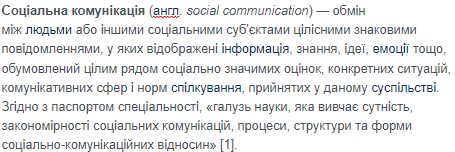 Соціальна комунікація (англ. social communication) — обмін
між людьми або іншими соціальними суб'єктами цілісними знаковими
повідомленнями, у яких відображені інформація, знання, ідеї, емоції тощо,
обумовлений цілим рядом соціально значимих оцінок, конкретних ситуацій,
комунікативних сфер і норм спілкування, прийнятих у даному суспільстві.
Згідно з паспортом спеціальності, «галузь науки, яка вивчає сутність,
закономірності соціальних комунікацій, процеси, структури та форми
соціально-комунікаційних відносин» [1].